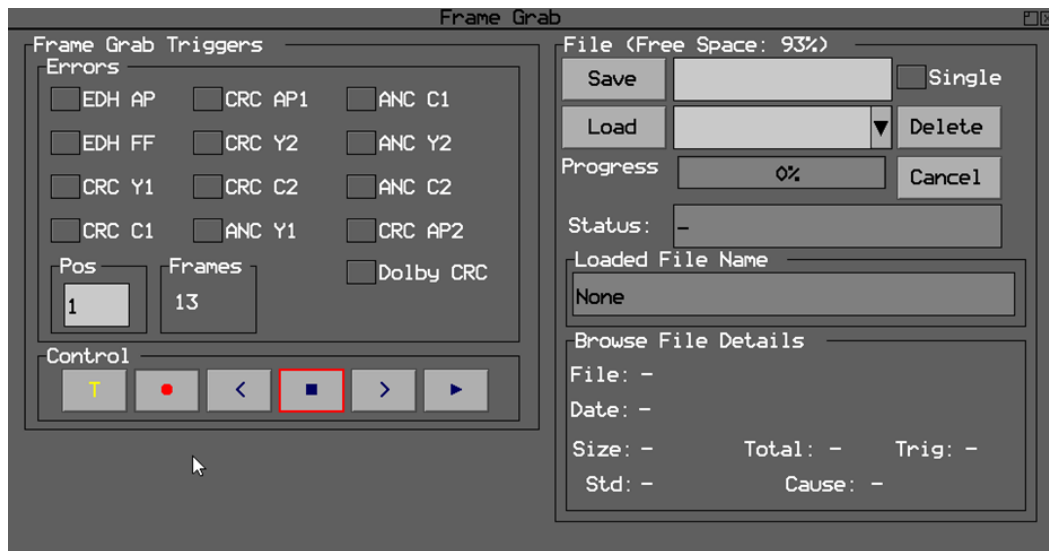 Frame Grab
Frame Grab Triggers
Errors
EDH AP
CRC AP1
ANC C1
EDH FF
CRC Y2
ANC Y2
CRC Y1
CRC C2
ANC C2
CRC C1
ANC Y1
CRC AP2
Dolby CRC
Pos
1
Frames
13
Control
T
File (Free Space: 93%)
Save
Single
Load
Delete
Progress
0%
Cancel
Status: -
Loaded File Name
None
Browse File Details
File: -
Date: -
Size: - Total: - Trig: -
Std: - Cause: -